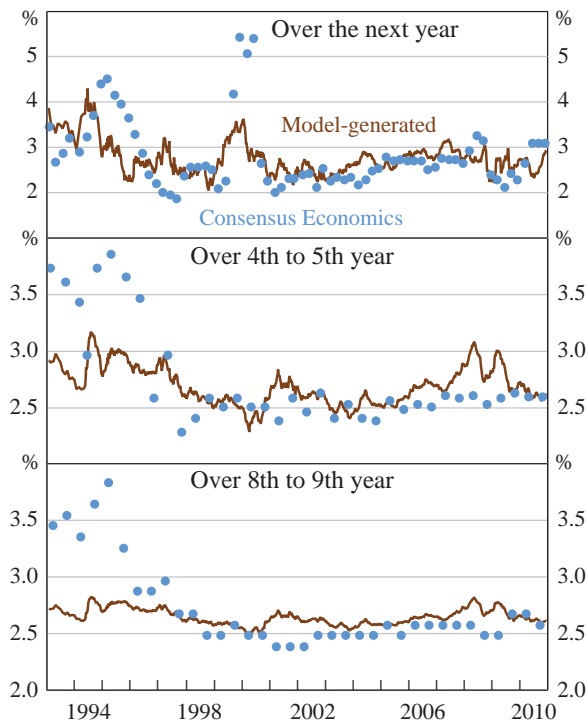 % Over the next year %
5 5
4 4
Model-generated
3 3
2 2
Consensus Economics
% Over 4th to 5th year %
3.5 3.5
3.0 3.0
2.5 2.5
% Over 8th to 9th year %
3.5 3.5
3.0 3.0
2.5 2.5
2.0 2.0
1994 1998 2002 2006 2010